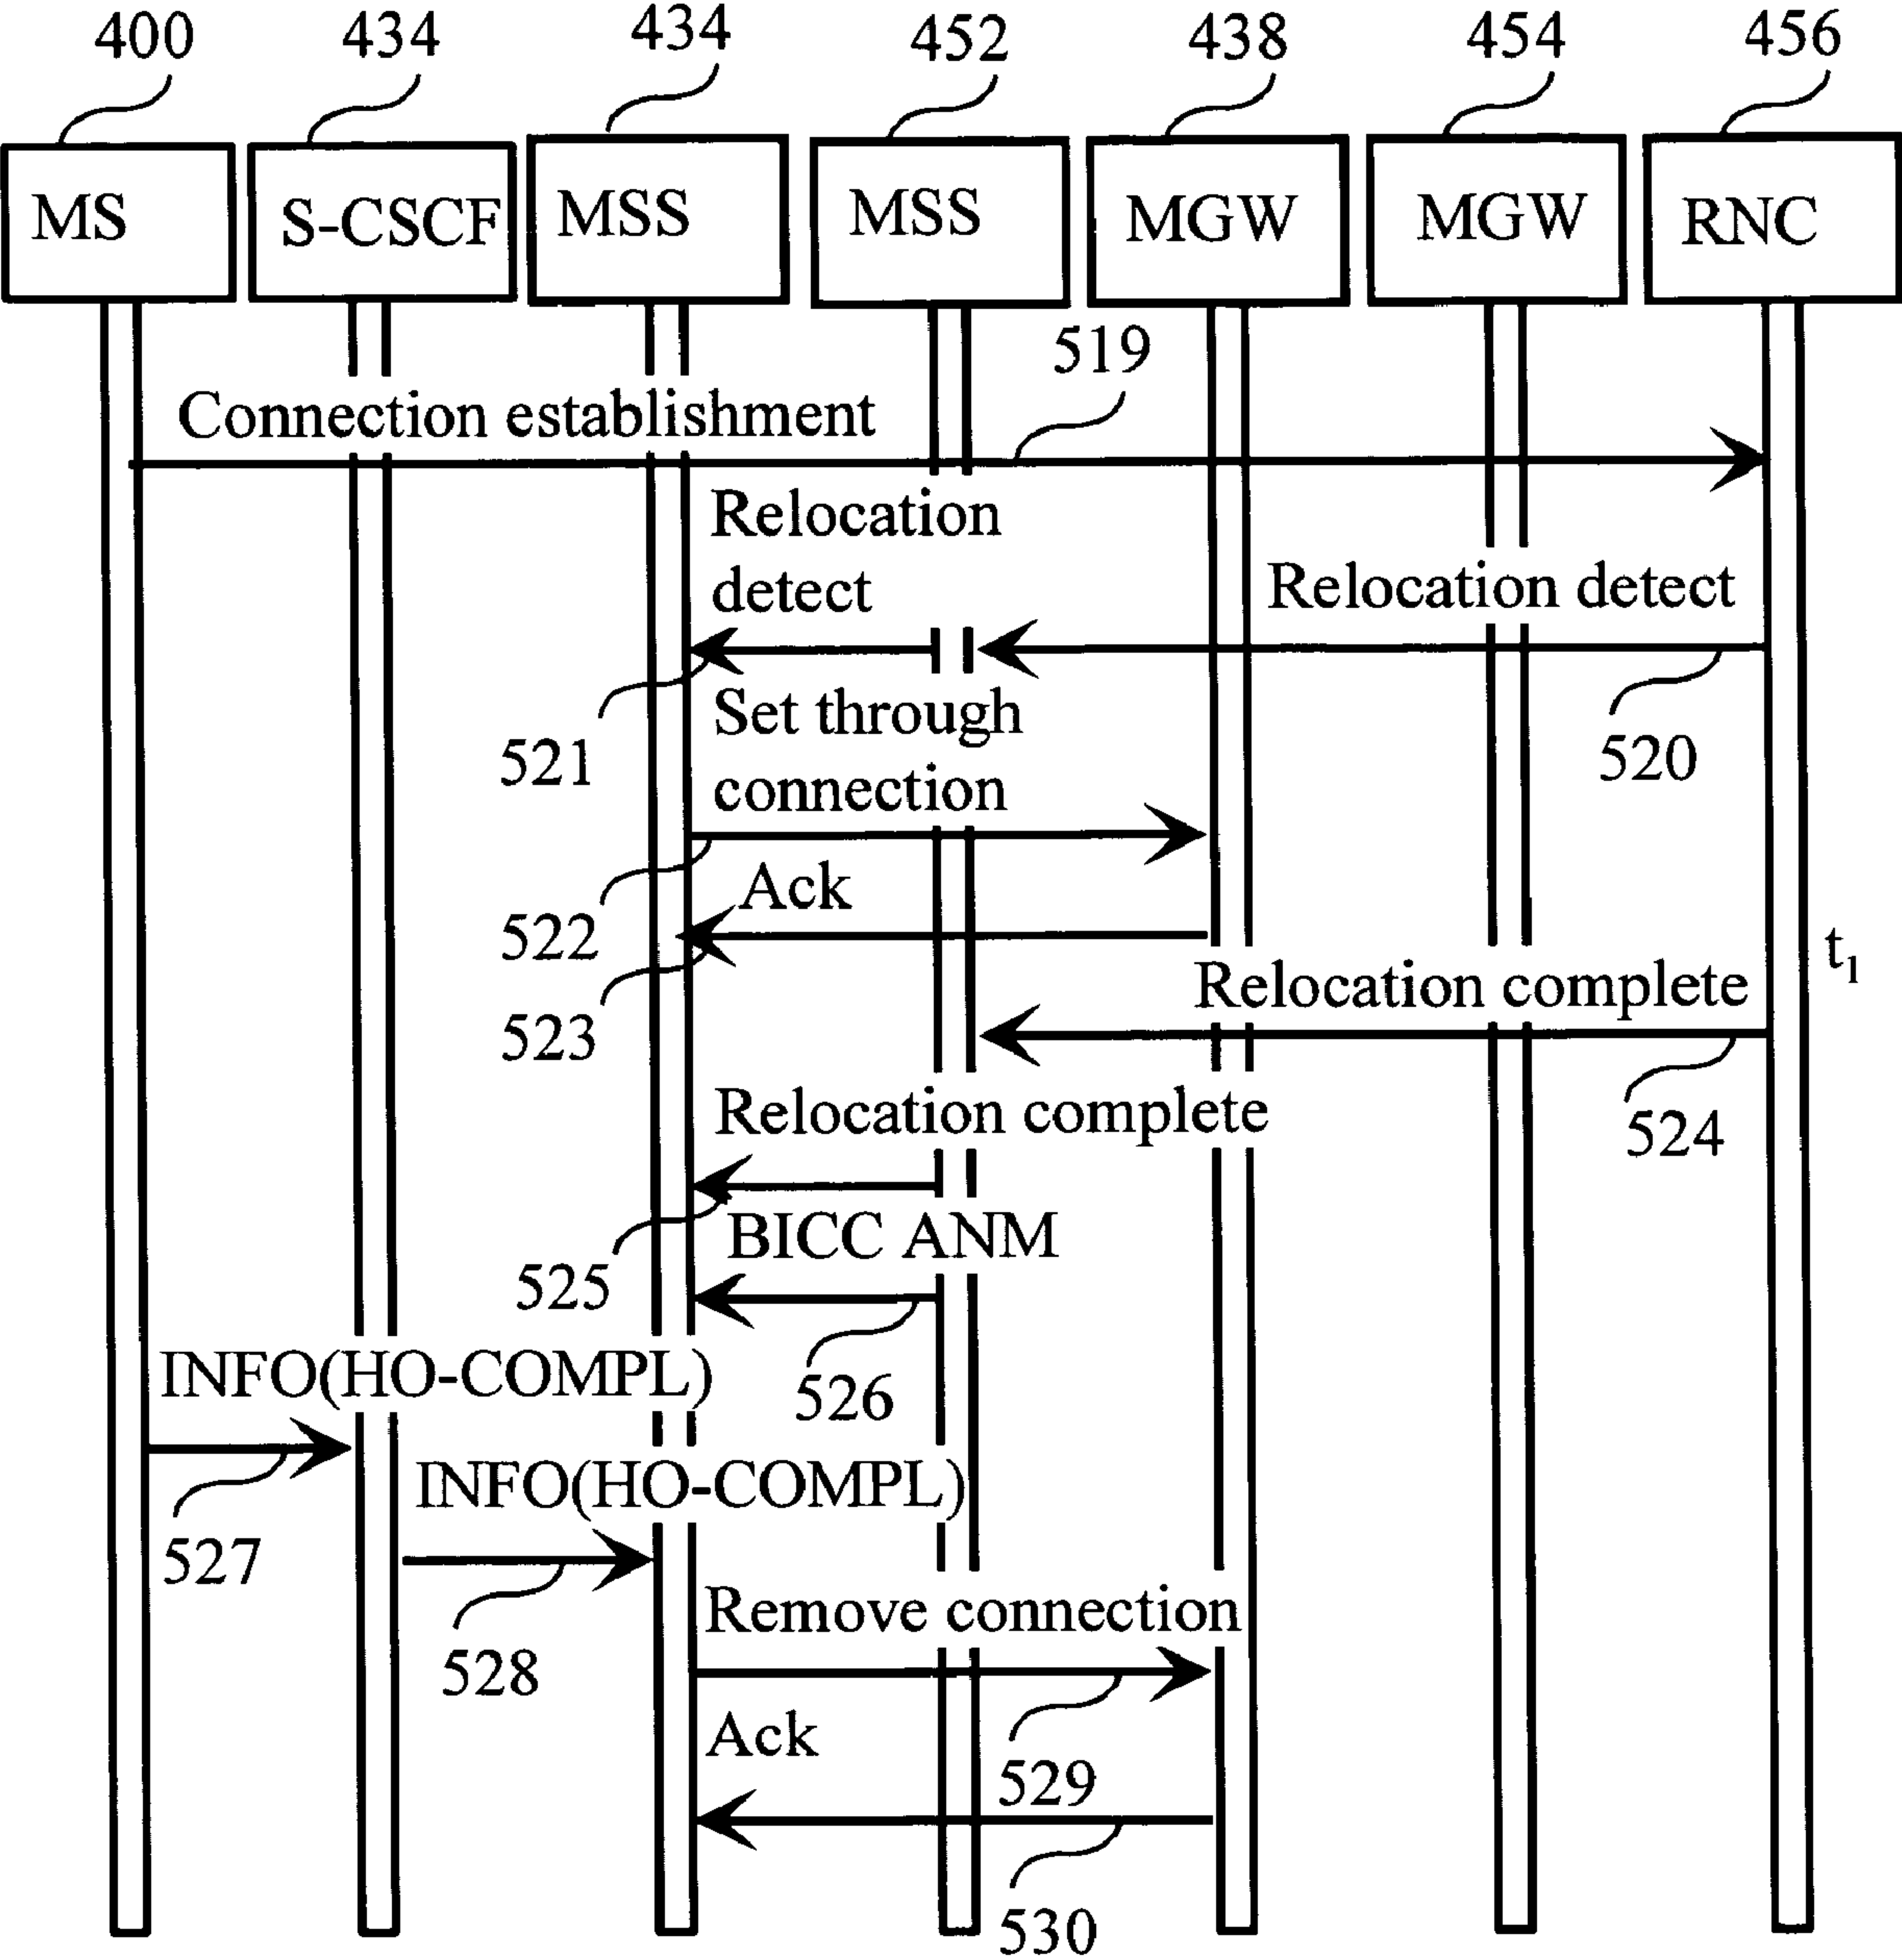 400 434 434 452 438 454 456
MS S-CSCF MSS MSS MGW MGW RNC
519
Connection establishment
Relocation
detect
Relocation detect
521
Set through
connection
520
522
Ack
523
t1
Relocation complete
524
Relocation complete
525
BICC ANM
526
INFO(HO-COMPL)
527
INFO(HO-COMPL)
528
Remove connection
529
Ack
530